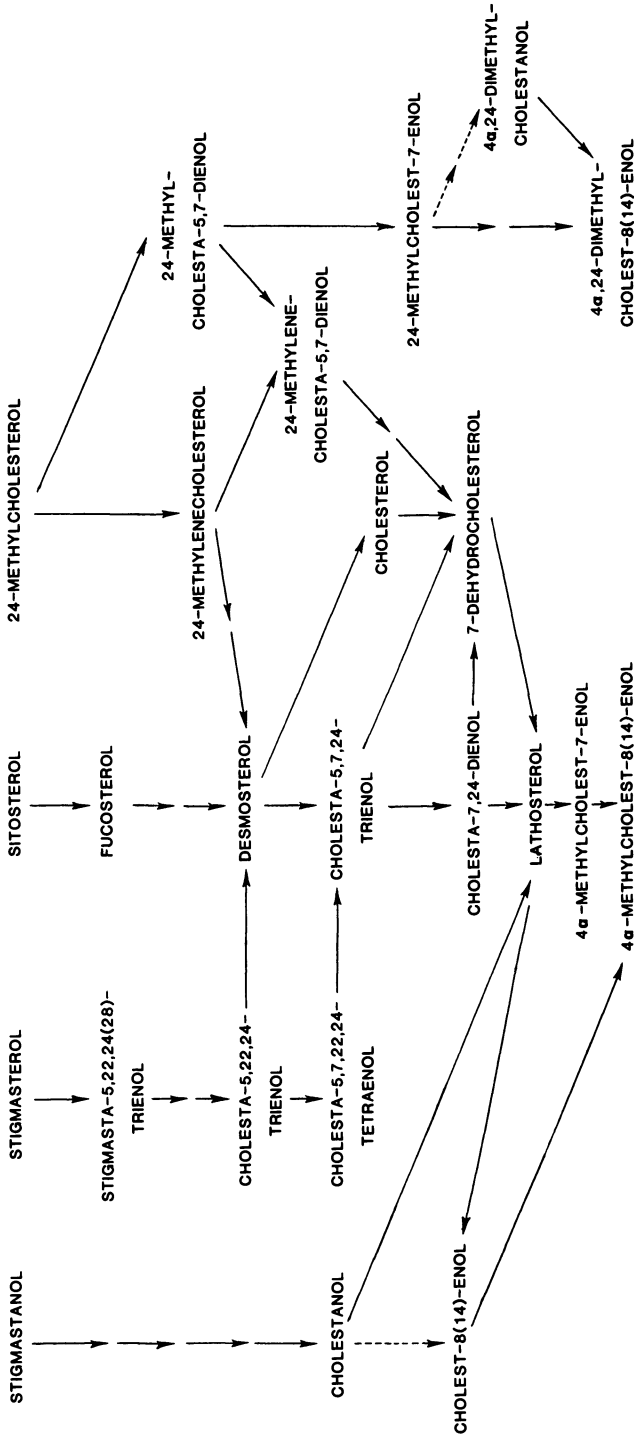 STIGMASTANOL
STIGMASTEROL
SITOSTEROL
24-METHYLCHOLESTEROL
STIGMASTA-5,22,24(28)-
TRIENOL
FUCOSTEROL
24-METHYLENECHOLESTEROL
24-METHYL-
CHOLESTA-5,7-DIENOL
CHOLESTA-5,22,24-
TRIENOL
DESMOSTEROL
24-METHYLENE-
CHOLESTA-5,7-DIENOL
CHOLESTANOL
CHOLESTA-5,7,22,24-
TETRAENOL
CHOLESTA-5,7,24-
TRIENOL
CHOLESTEROL
24-METHYLCHOLEST-7-ENOL
CHOLEST-8(14)-ENOL
CHOLESTA-7,24-DIENOL
7-DEHYDROCHOLESTEROL
4α,24-DIMETHYL-
CHOLESTANOL
LATHOSTEROL
4α-METHYLCHOLEST-7-ENOL
4α-METHYLCHOLEST-8(14)-ENOL
4α,24-DIMETHYL-
CHOLEST-8(14)-ENOL